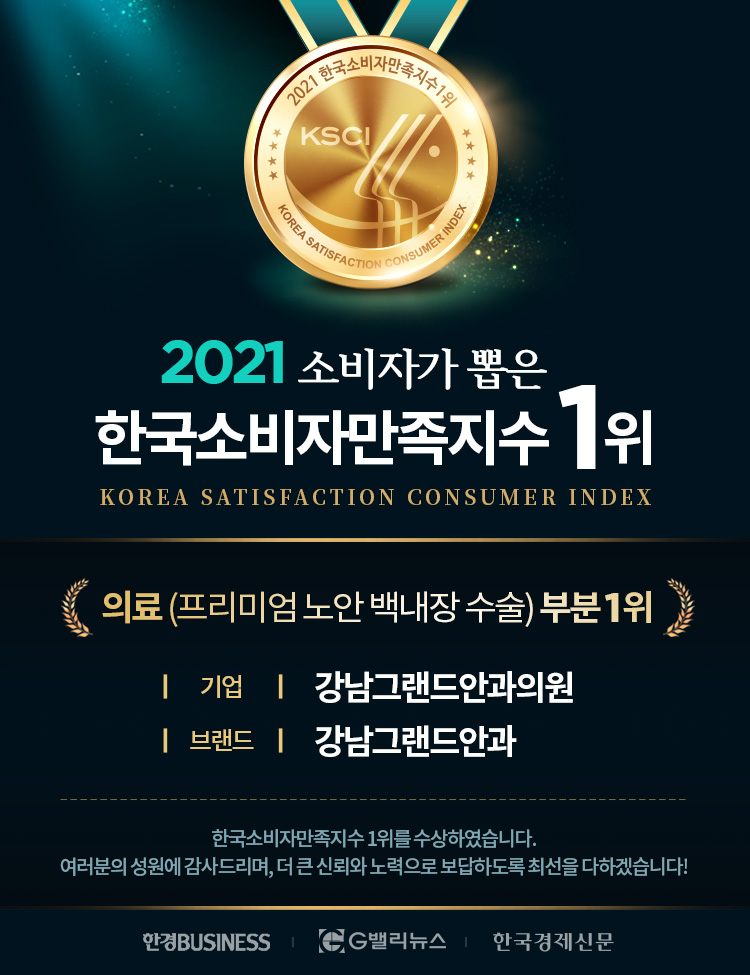 2021 한국소비자만족지수1위
KSCI
KOREA SATISFACTION CONSUMER INDEX
2021 소비자가 뽑은
한국소비자만족지수 1위
KOREA SATISFACTION CONSUMER INDEX
의료 (프리미엄 노안 백내장 수술) 부분 1위
| 기업 | 강남그랜드안과의원
| 브랜드 | 강남그랜드안과
한국소비자만족지수 1위를 수상하였습니다.
여러분의 성원에 감사드리며, 더 큰 신뢰와 노력으로 보답하도록 최선을 다하겠습니다!
한경BUSINESS | G밸리뉴스 | 한국경제신문